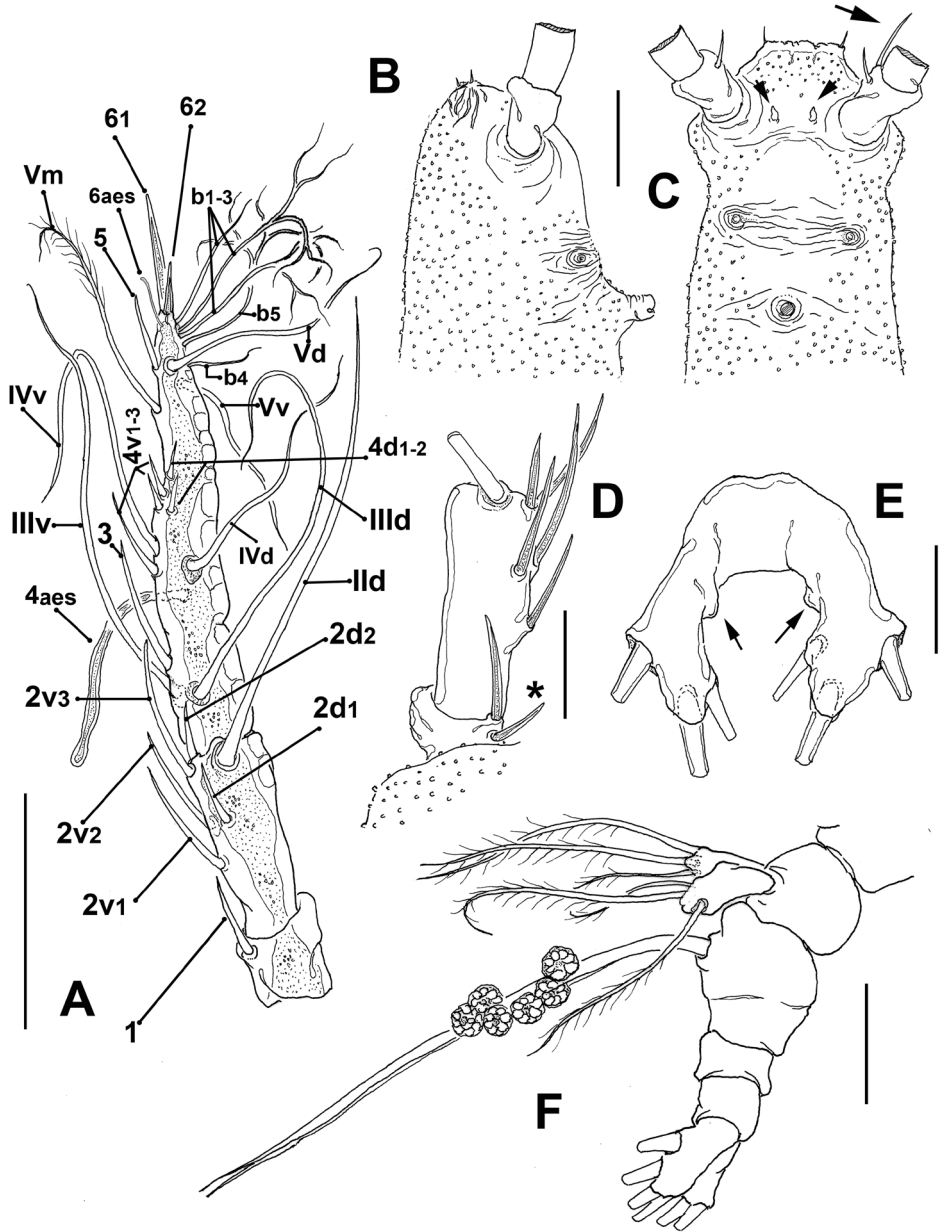 B
C
61
62
Vm
6aes
b1-3
5
b5
Vd
b4
IVv
Vv
4v1-3
4d1-2
IIIv
IIId
D
E
3
IVd
IId
4aes
2d2
2v3
2d1
*
2v2
2v1
1
A
F